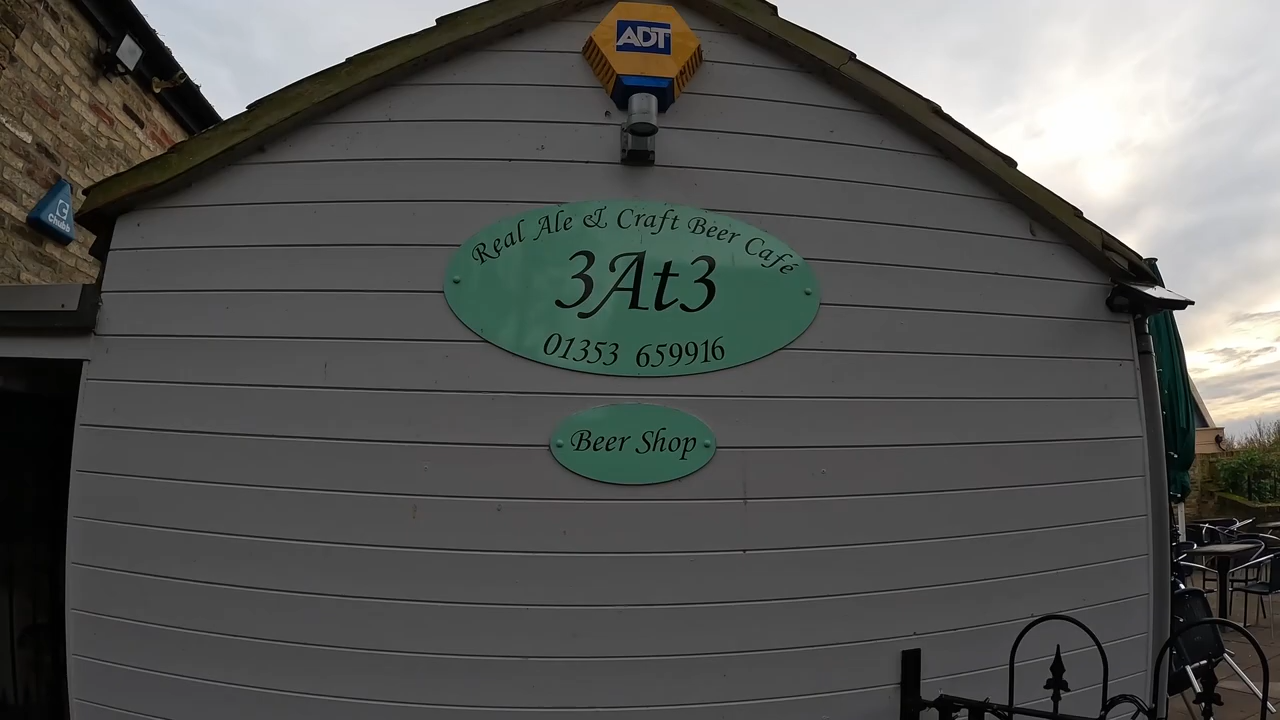 ADT
Chubb
Real Ale & Craft Beer Café
3At3
01353 659916
Beer Shop